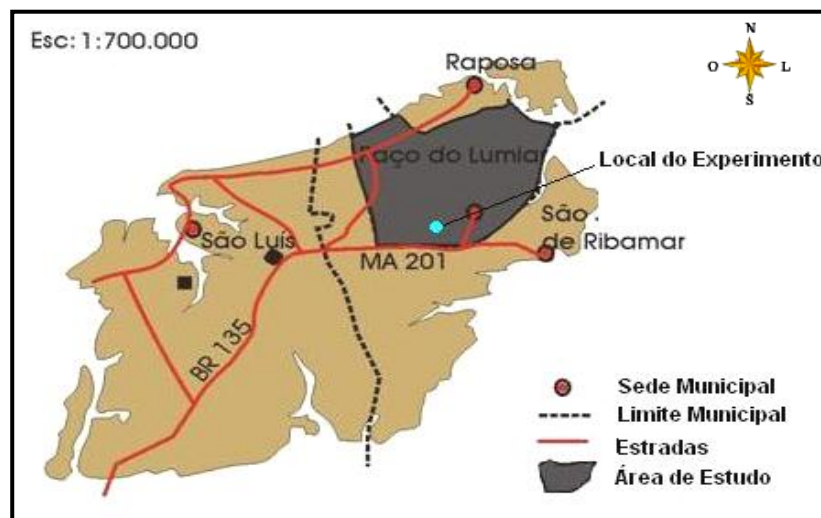 Esc: 1:700.000
N
O L
S
Raposa
Paço do Lumiar
Local do Experimento
São Luís
São .
de Ribamar
MA 201
BR 135
Sede Municipal
Limite Municipal
Estradas
Área de Estudo